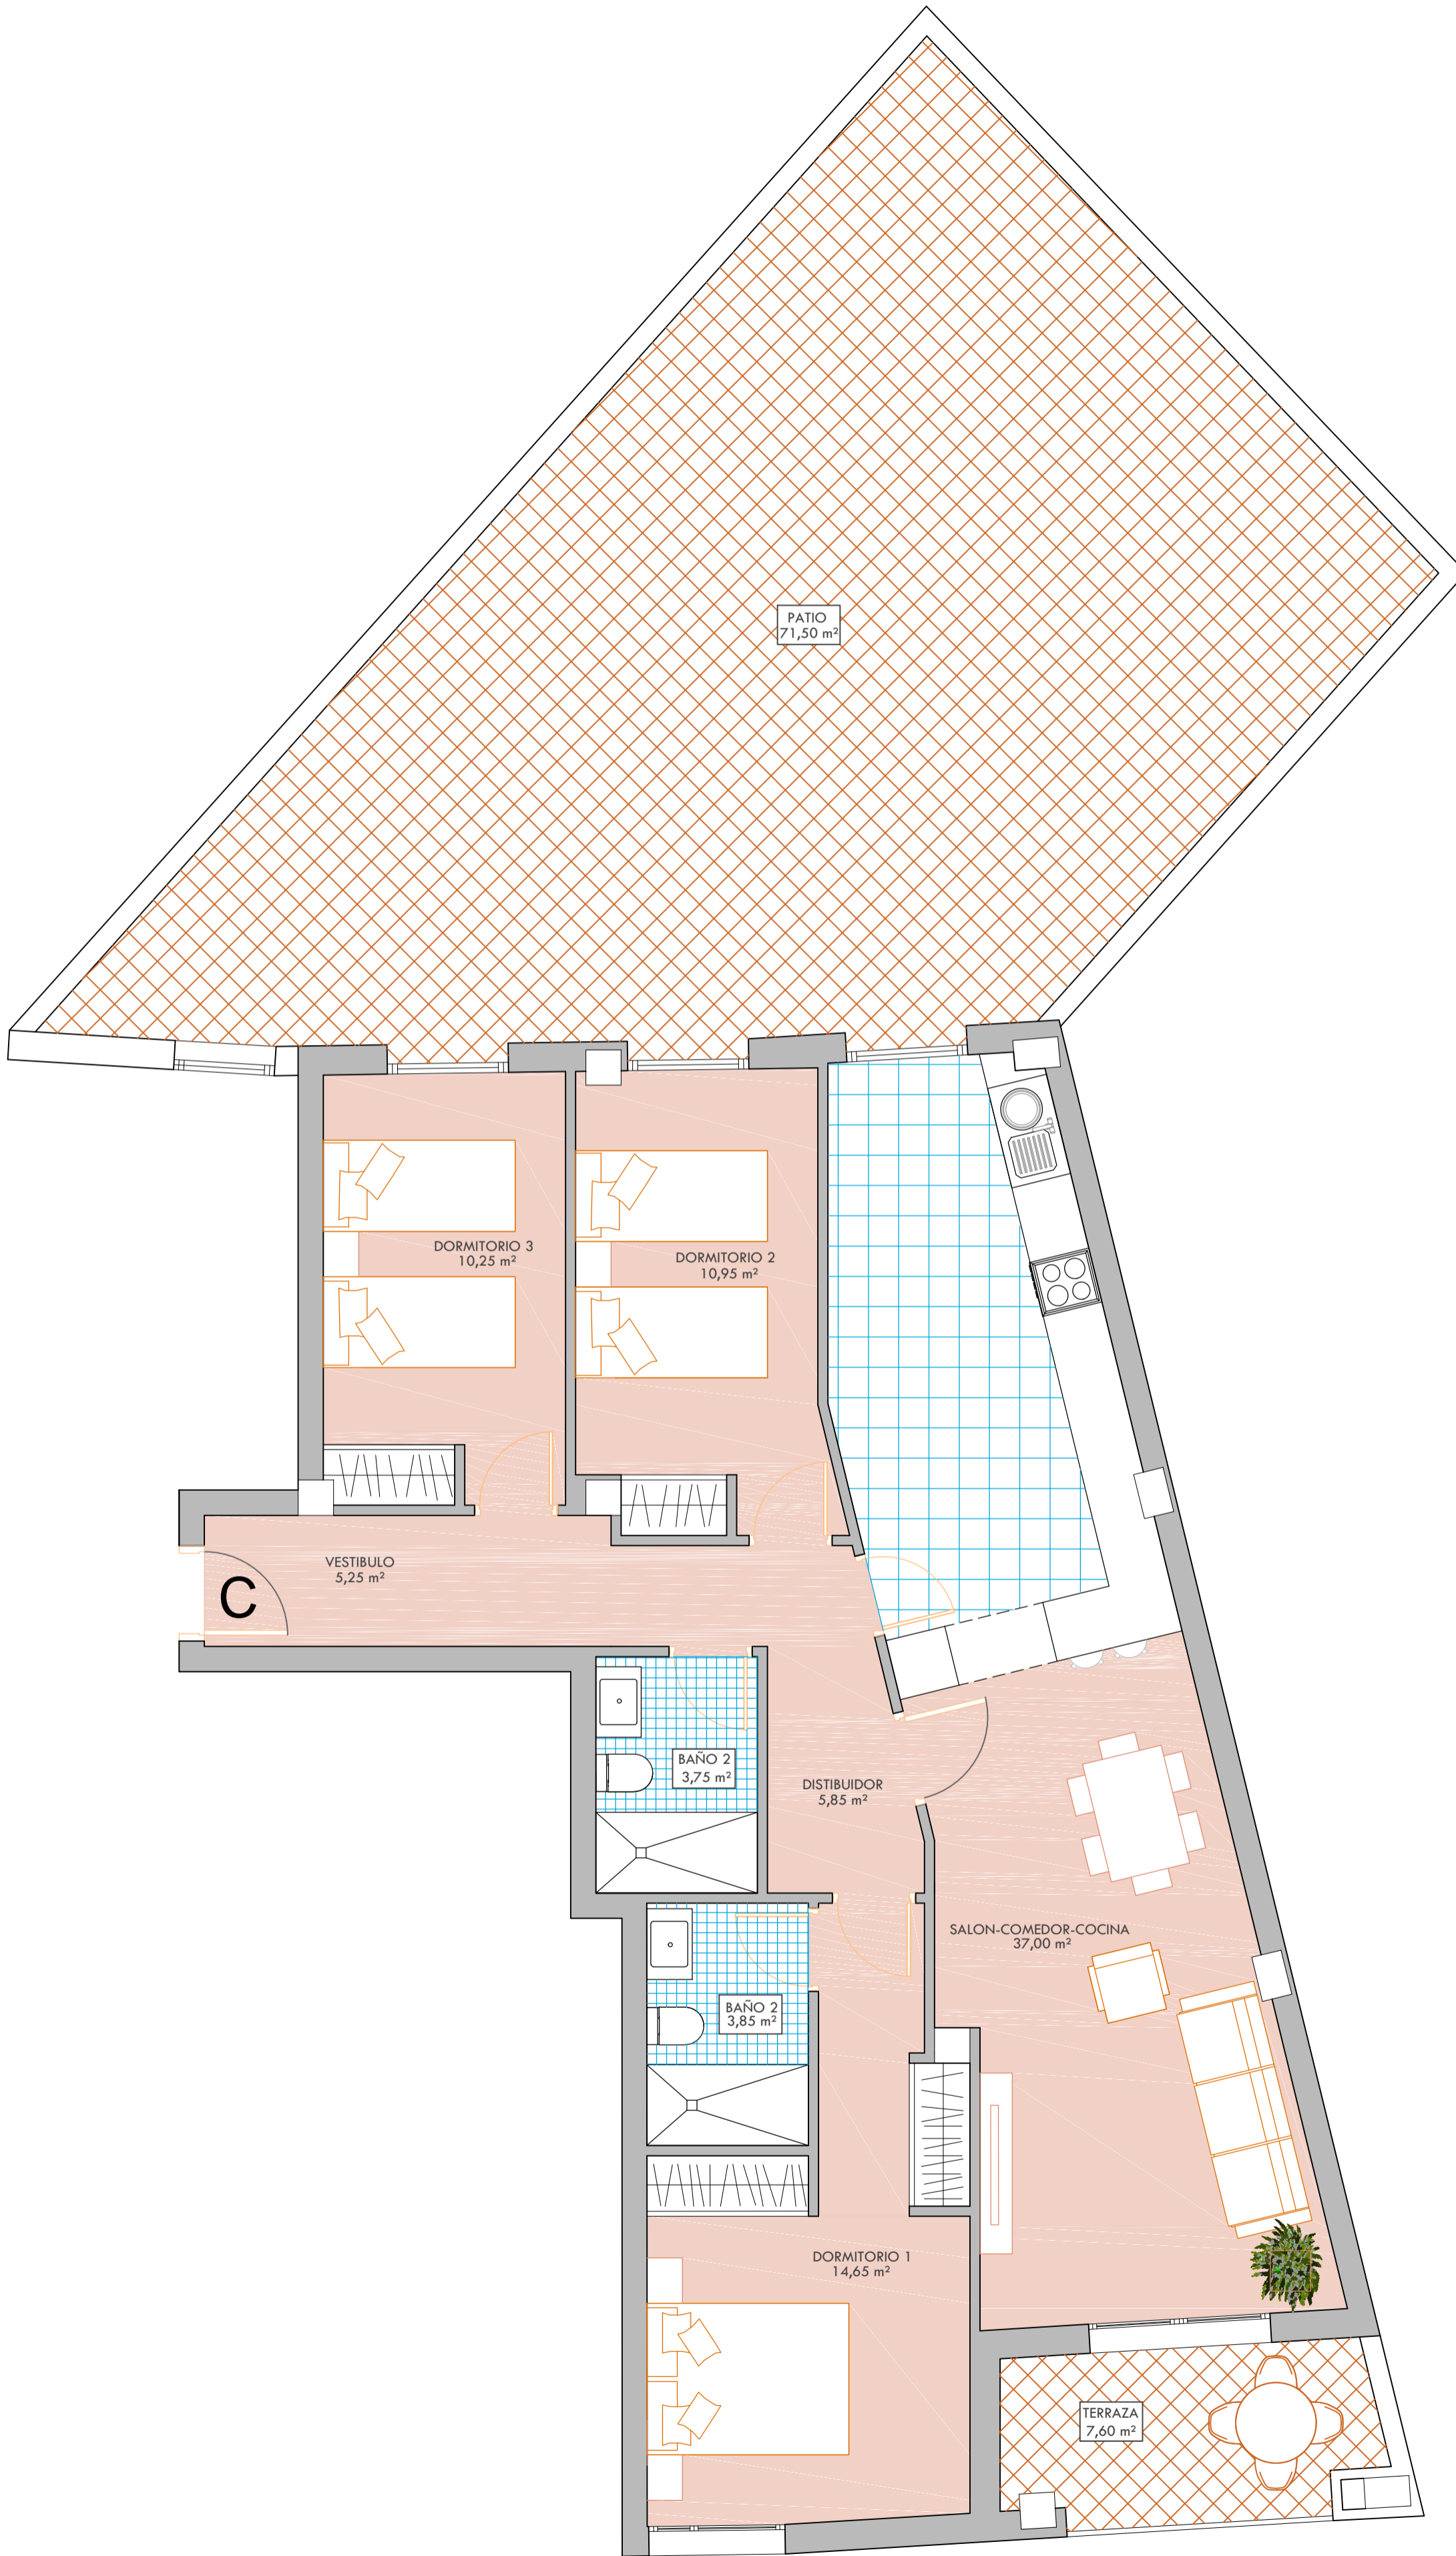 PATIO
71,50 m²
DORMITORIO 3
10,25 m²
DORMITORIO 2
10,95 m²
VESTIBULO
5,25 m²
C
BAÑO 2
3,75 m²
DISTIBUIDOR
5,85 m²
SALON-COMEDOR-COCINA
37,00 m²
BAÑO 2
3,85 m²
DORMITORIO 1
14,65 m²
TERRAZA
7,60 m²